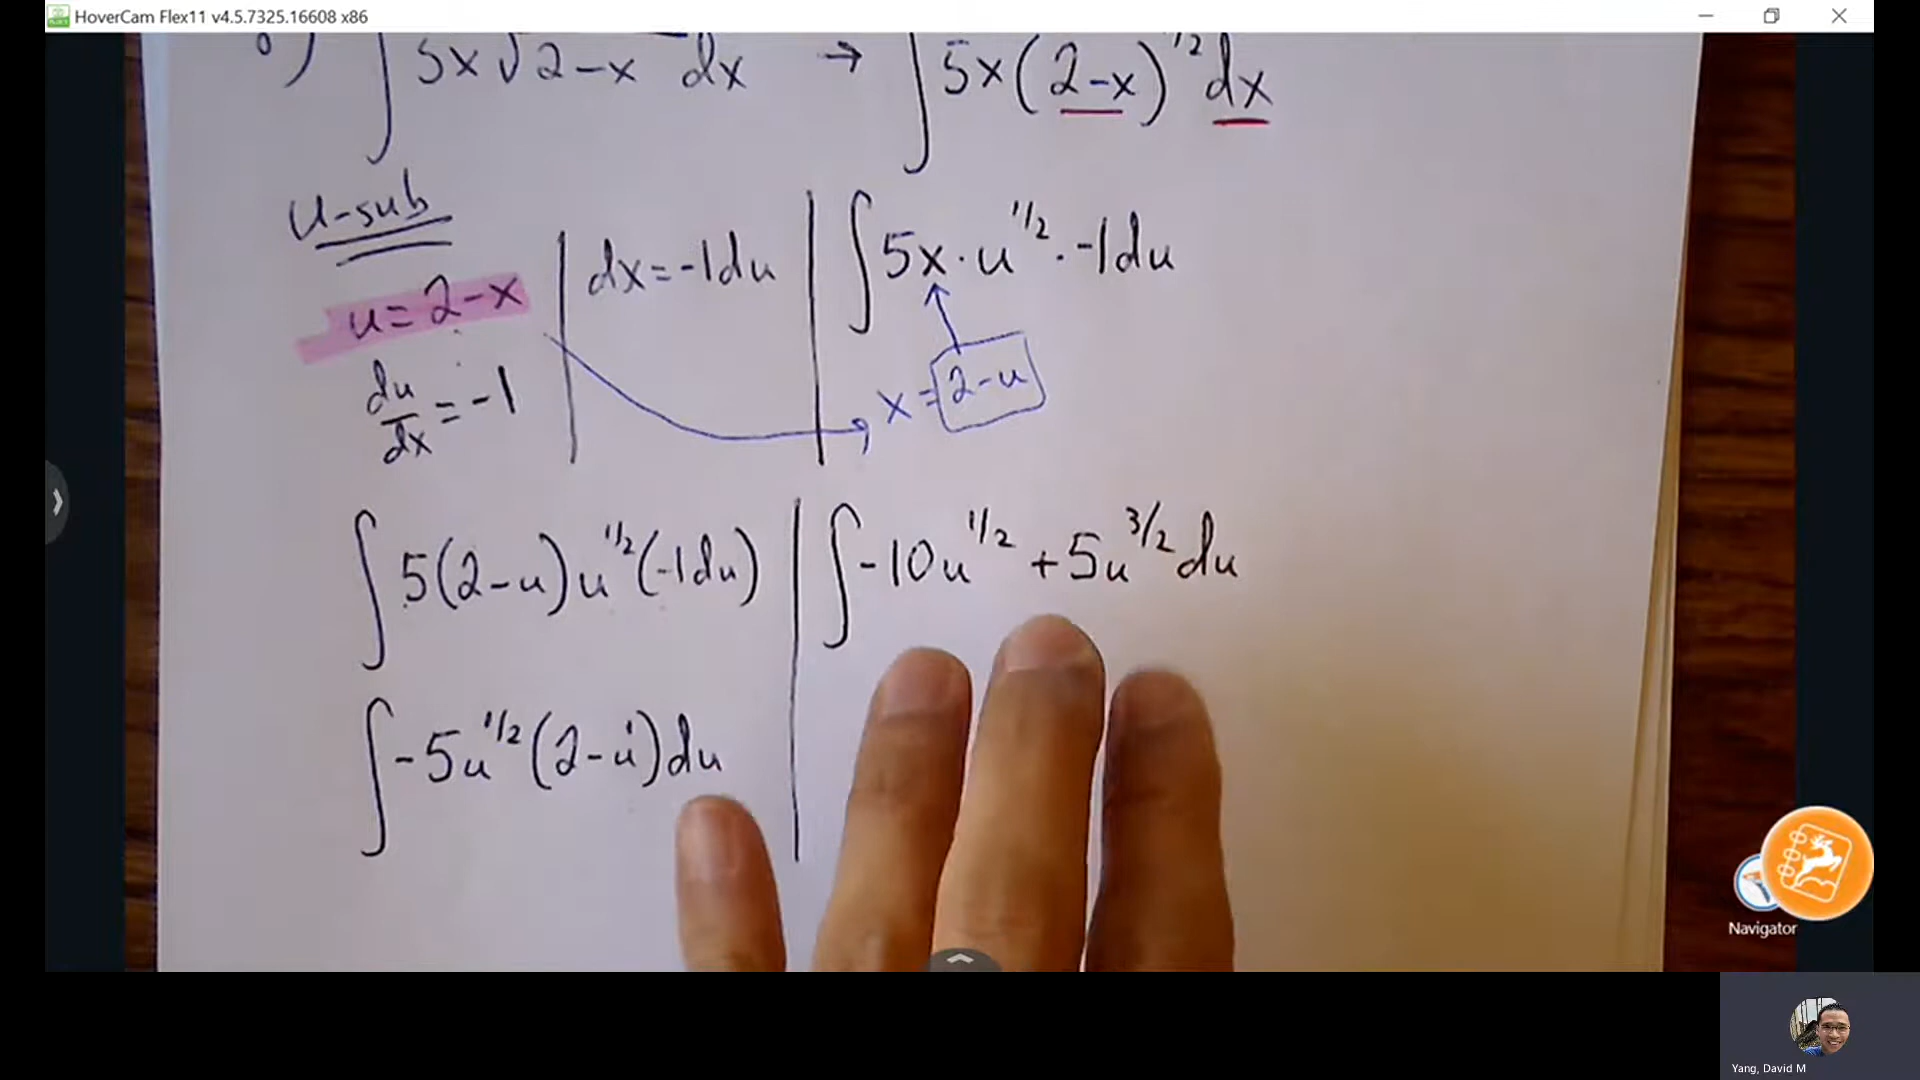 HoverCam Flex11 v4.5.7325.16608 x86
∫5x√2-x dx → ∫5x(2-x)^1/2 dx
u-sub
u=2-x
du/dx = -1
dx=-1du
∫5x·u^1/2·-1du
x=2-u
∫5(2-u)u^1/2(-1du)
∫-5u^1/2(2-u)du
∫-10u^1/2+5u^3/2du
Navigator
Yang, David M